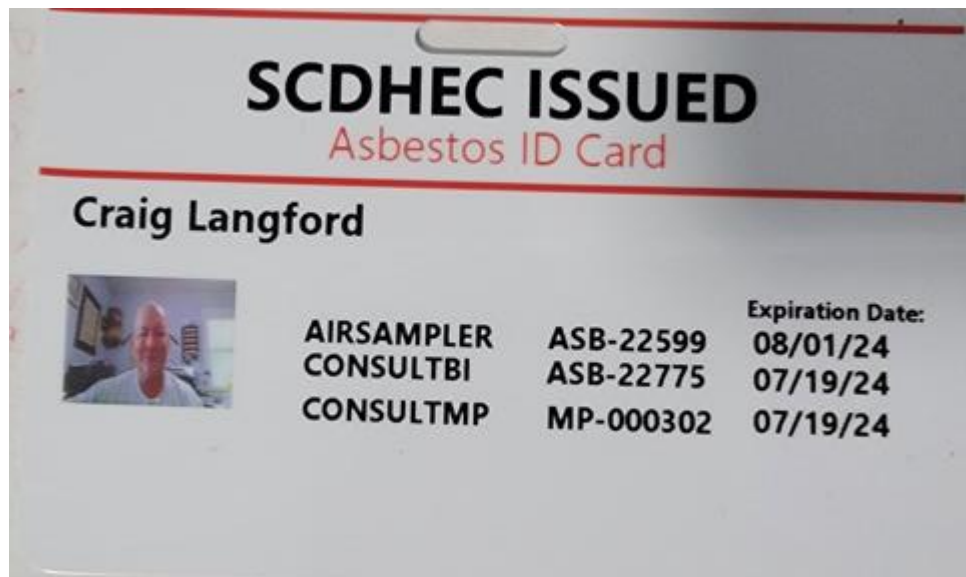 SCDHEC ISSUED
Asbestos ID Card
Craig Langford
Expiration Date:
AIRSAMPLER ASB-22599 08/01/24
CONSULTBI ASB-22775 07/19/24
CONSULTMP MP-000302 07/19/24